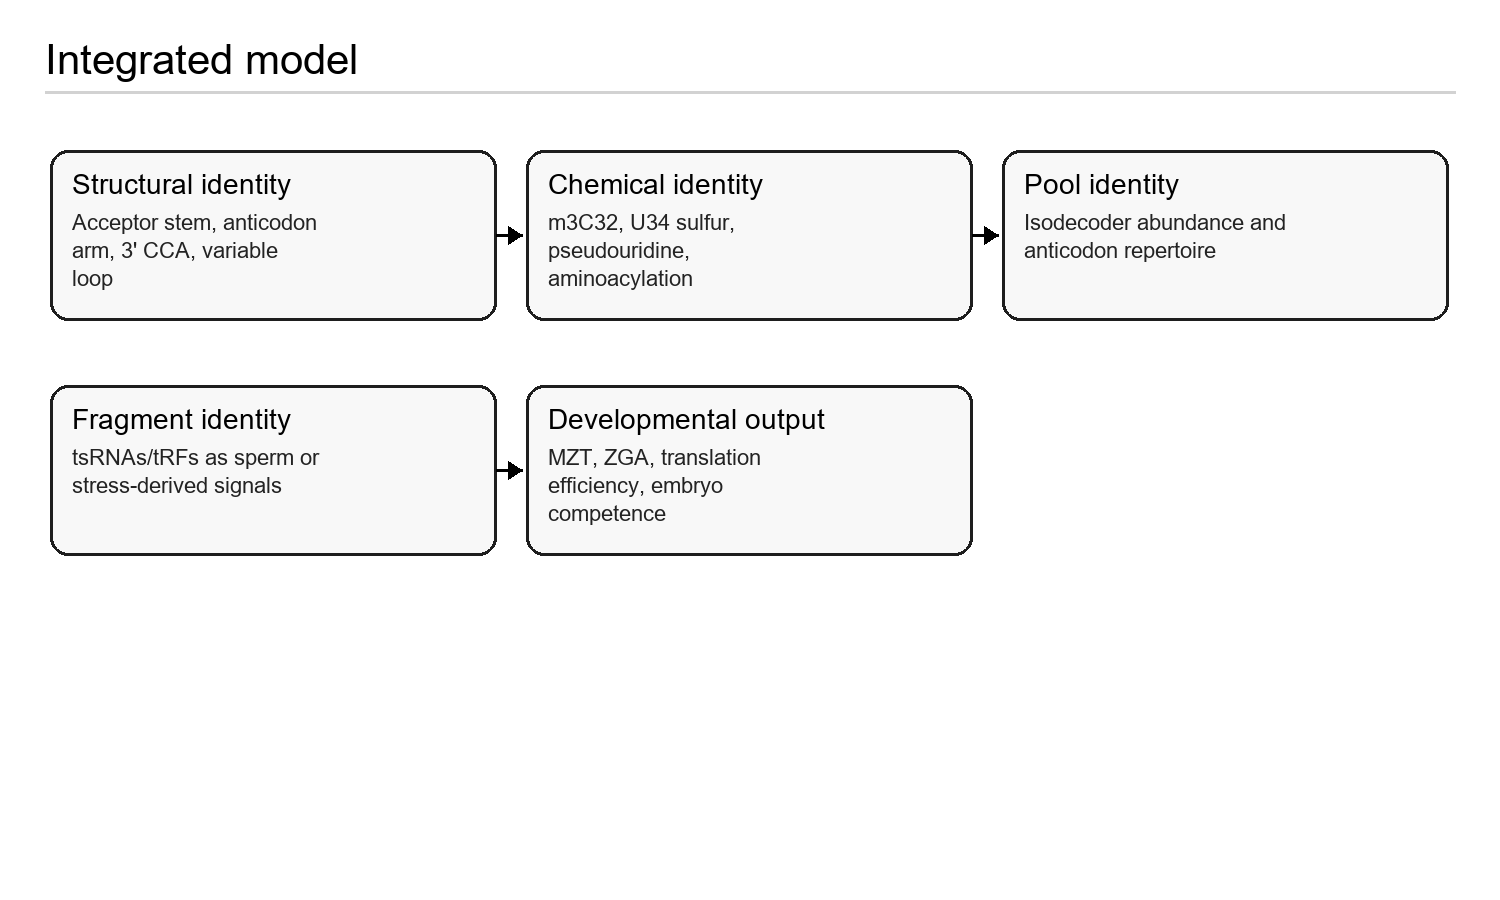 Integrated model
Structural identity
Acceptor stem, anticodon
arm, 3' CCA, variable
loop
Chemical identity
m3C32, U34 sulfur,
pseudouridine,
aminoacylation
Pool identity
Isodecoder abundance and
anticodon repertoire
Fragment identity
tsRNAs/tRFs as sperm or
stress-derived signals
Developmental output
MZT, ZGA, translation
efficiency, embryo
competence